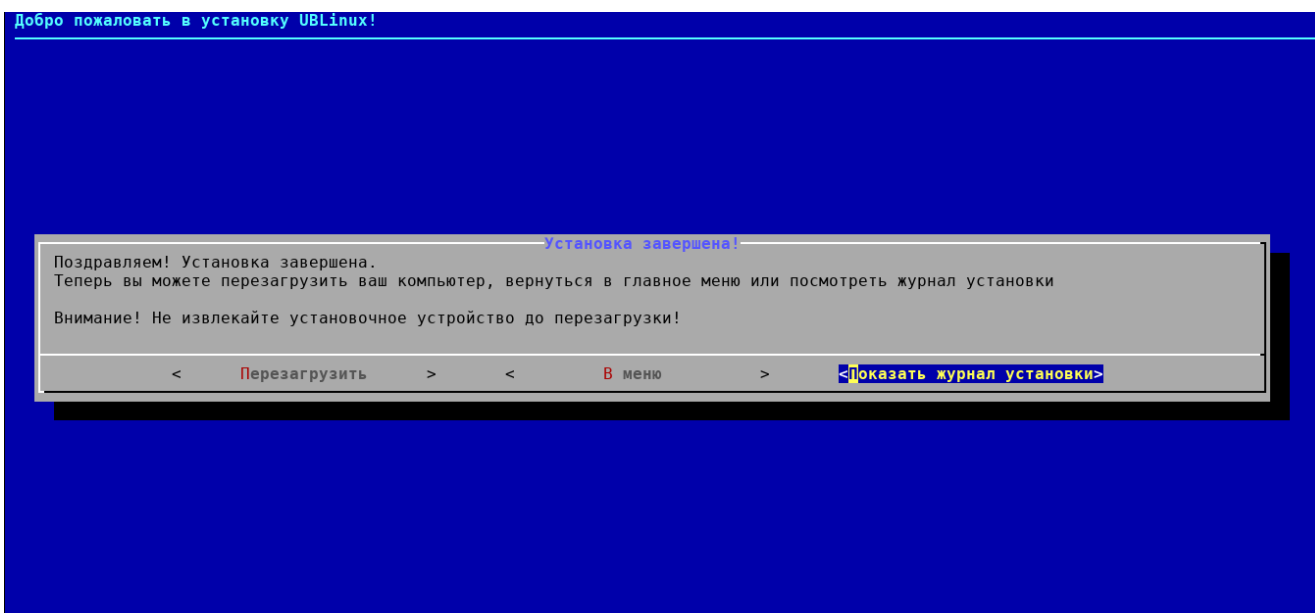 Добро пожаловать в установку UBLinux!
Установка завершена!
Поздравляем! Установка завершена.
Теперь вы можете перезагрузить ваш компьютер, вернуться в главное меню или посмотреть журнал установки
Внимание! Не извлекайте установочное устройство до перезагрузки!
< Перезагрузить > < В меню > <Показать журнал установки>